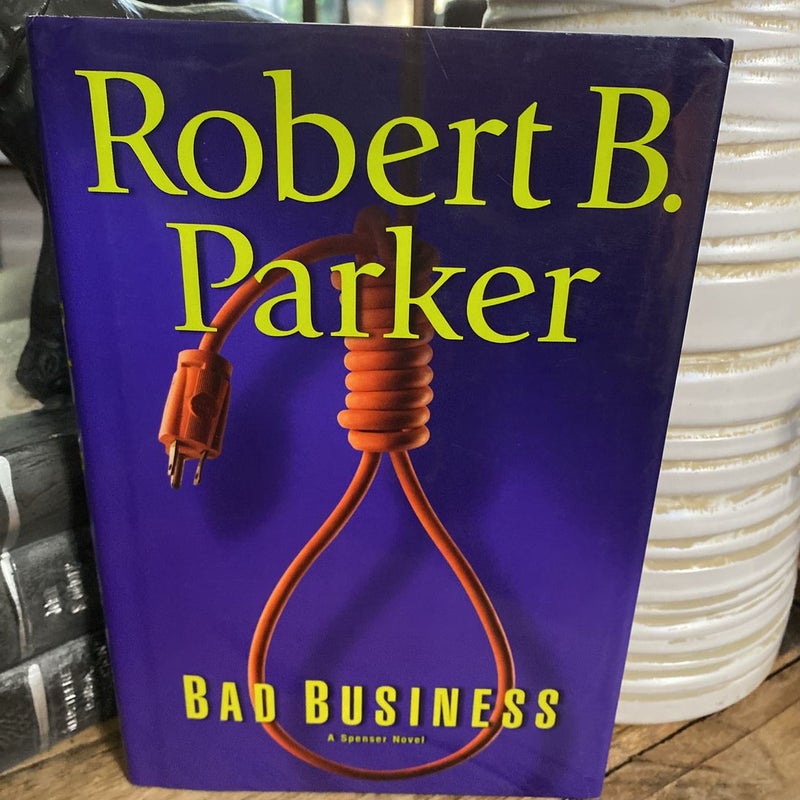 Robert B.
Parker
BAD BUSINESS
A Spenser Novel